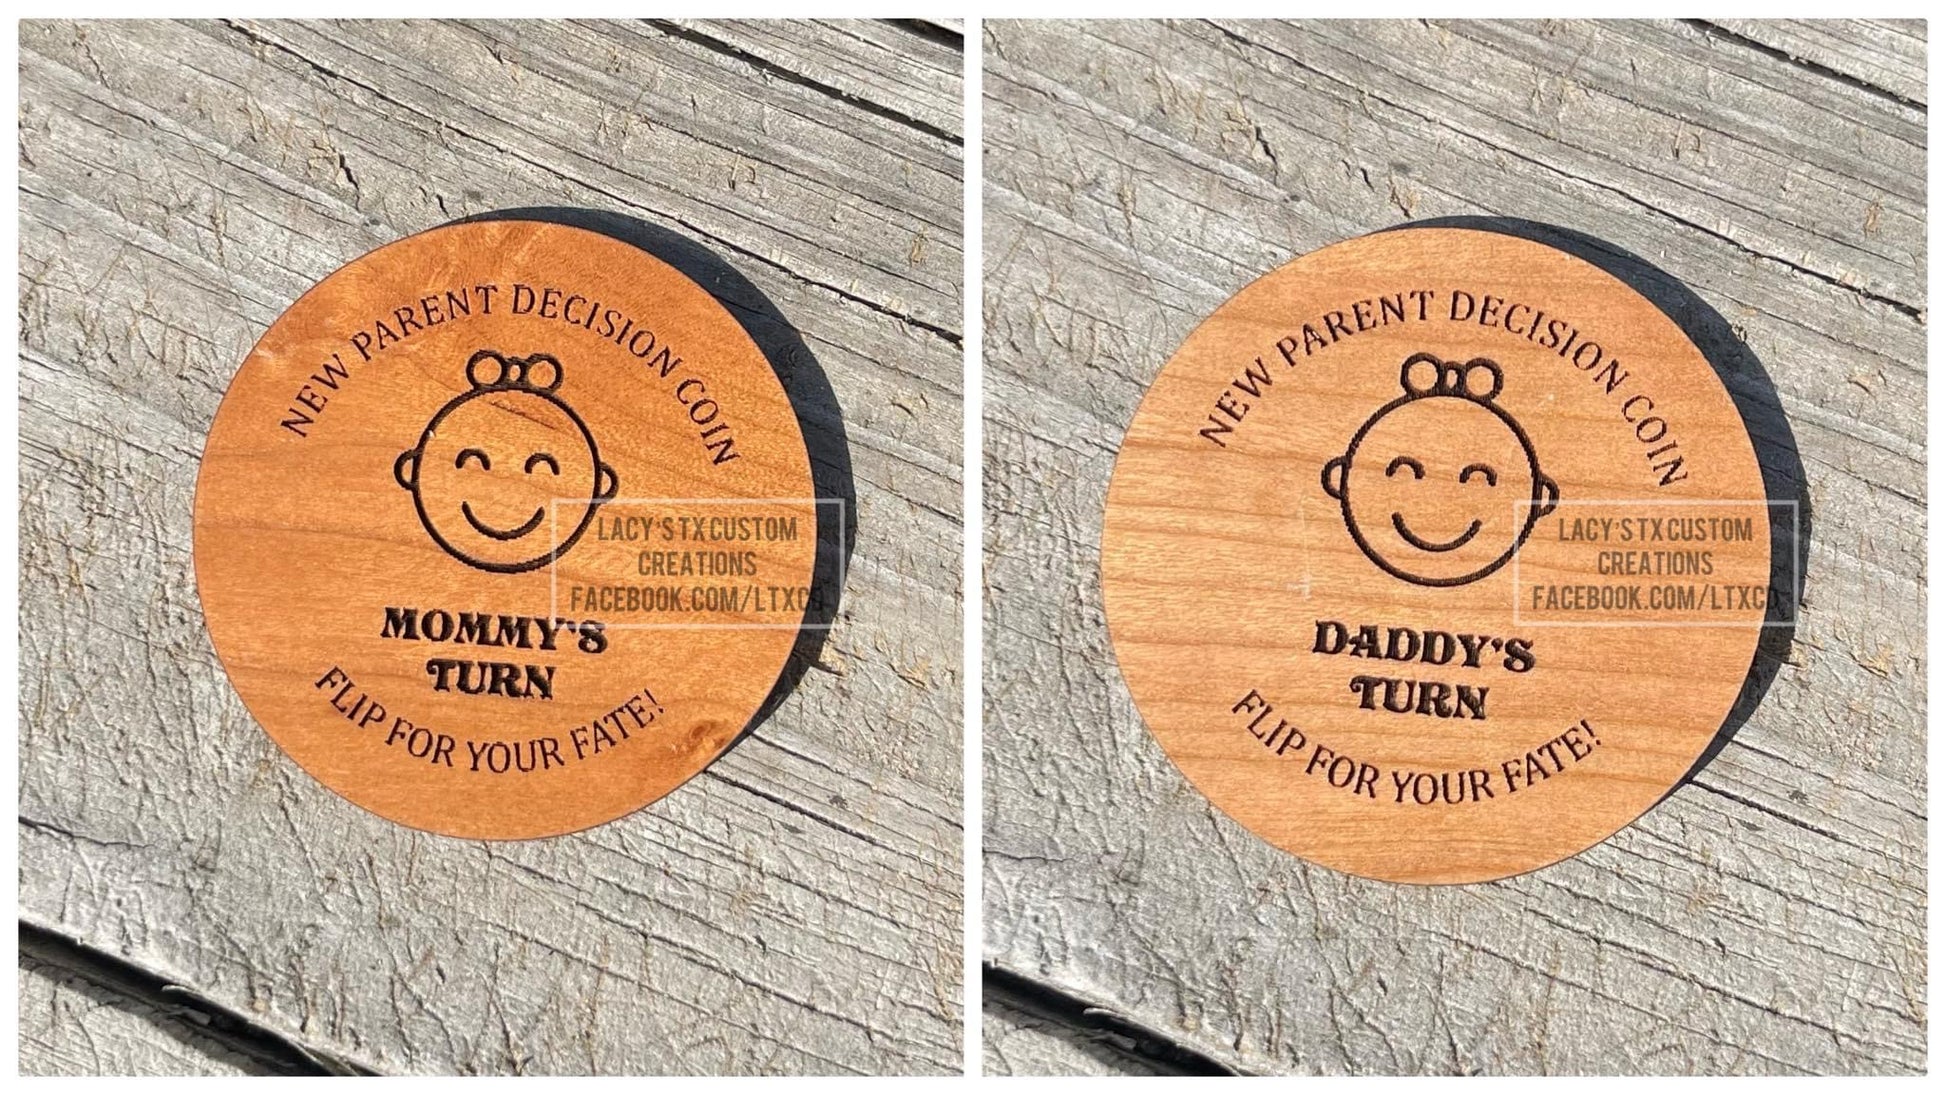 NEW PARENT DECISION COIN
MOMMY'S
TURN
FLIP FOR YOUR FATE!
LACY'S TX CUSTOM
CREATIONS
FACEBOOK.COM/LTXCC
NEW PARENT DECISION COIN
DADDY'S
TURN
FLIP FOR YOUR FATE!
LACY'S TX CUSTOM
CREATIONS
FACEBOOK.COM/LTXCC